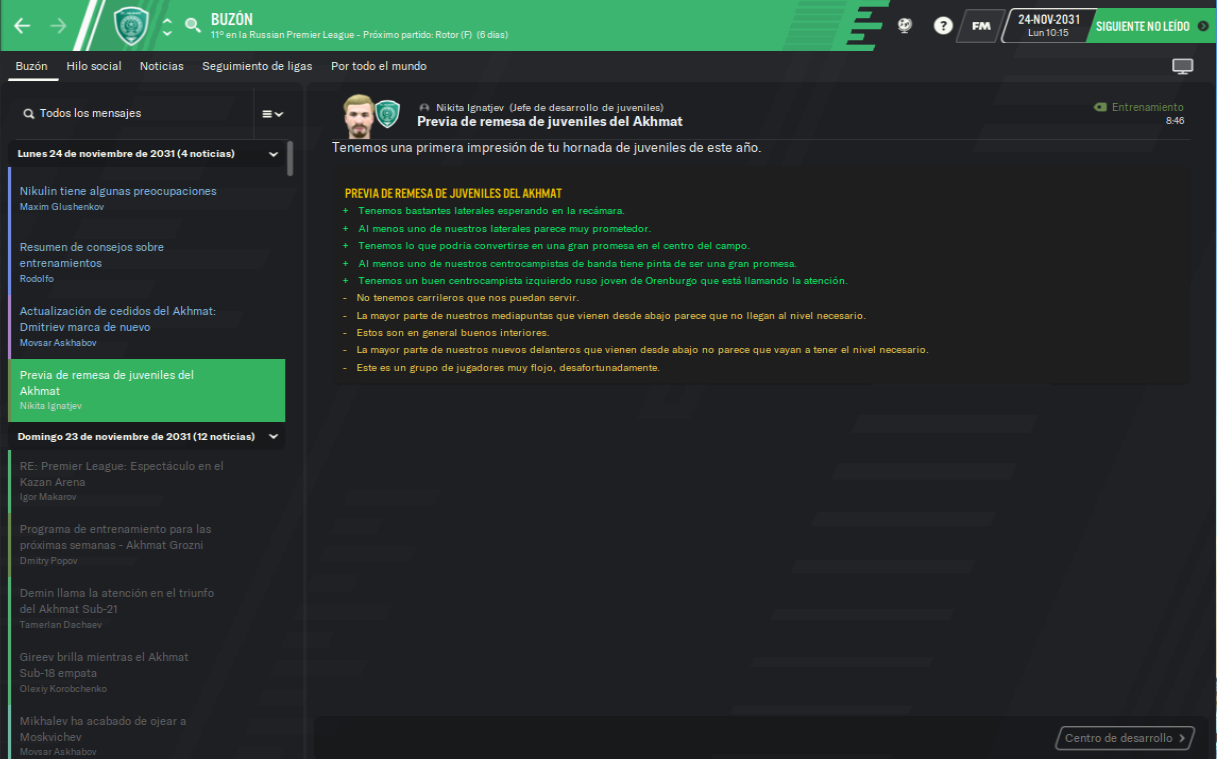 BUZÓN
11º en la Russian Premier League - Próximo partido: Rotor (F) (6 días)
FM
24-NOV-2031
Lun 10:15
SIGUIENTE NO LEÍDO
Buzón
Hilo social
Noticias
Seguimiento de ligas
Por todo el mundo
Todos los mensajes
Lunes 24 de noviembre de 2031 (4 noticias)
Nikulin tiene algunas preocupaciones
Maxim Glushenkov
Resumen de consejos sobre
entrenamientos
Rodolfo
Actualización de cedidos del Akhmat:
Dmitriev marca de nuevo
Movsar Askhabov
Previa de remesa de juveniles del
Akhmat
Nikita Ignatjev
Domingo 23 de noviembre de 2031 (12 noticias)
RE: Premier League: Espectáculo en el
Kazan Arena
Igor Makarov
Programa de entrenamiento para las
próximas semanas - Akhmat Grozni
Dmitry Popov
Demin llama la atención en el triunfo
del Akhmat Sub-21
Tamerlan Dachaev
Gireev brilla mientras el Akhmat
Sub-18 empata
Olexiy Korobchenko
Mikhalev ha acabado de ojear a
Moskvichev
Movsar Askhabov
Nikita Ignatjev (Jefe de desarrollo de juveniles)
Previa de remesa de juveniles del Akhmat
Entrenamiento
8:46
Tenemos una primera impresión de tu hornada de juveniles de este año.
PREVIA DE REMESA DE JUVENILES DEL AKHMAT
+ Tenemos bastantes laterales esperando en la recámara.
+ Al menos uno de nuestros laterales parece muy prometedor.
+ Tenemos lo que podría convertirse en una gran promesa en el centro del campo.
+ Al menos uno de nuestros centrocampistas de banda tiene pinta de ser una gran promesa.
+ Tenemos un buen centrocampista izquierdo ruso joven de Orenburgo que está llamando la atención.
- No tenemos carrileros que nos puedan servir.
- La mayor parte de nuestros mediapuntas que vienen desde abajo parece que no llegan al nivel necesario.
- Estos son en general buenos interiores.
- La mayor parte de nuestros nuevos delanteros que vienen desde abajo no parece que vayan a tener el nivel necesario.
- Este es un grupo de jugadores muy flojo, desafortunadamente.
Centro de desarrollo